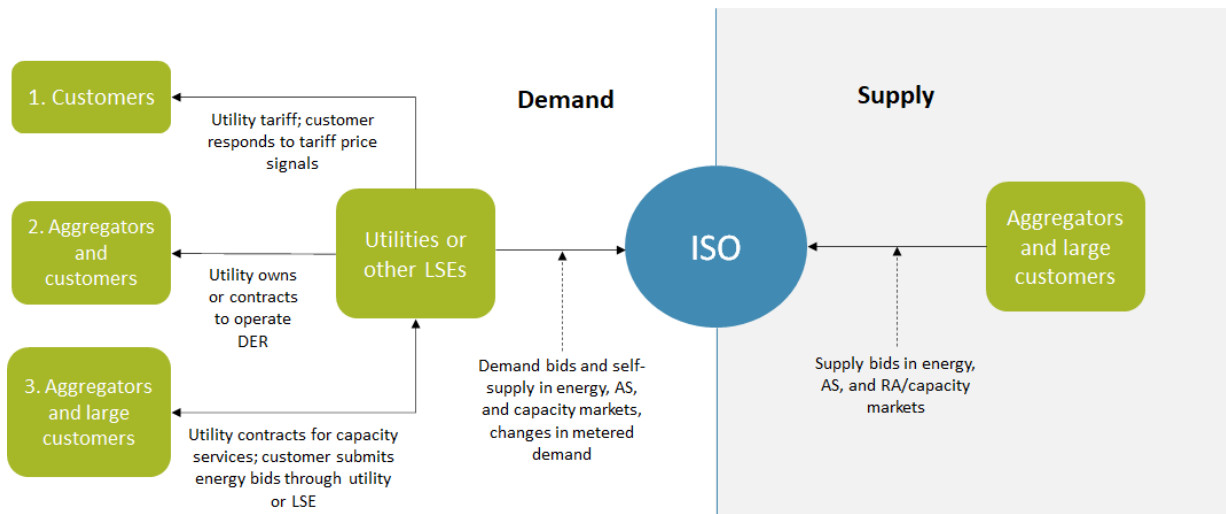 Demand
Supply
1. Customers
Utility tariff; customer
responds to tariff price
signals
2. Aggregators
and
customers
Utility owns
or contracts
to operate
DER
3. Aggregators
and large
customers
Utility contracts for capacity
services; customer submits
energy bids through utility
or LSE
Utilities or
other LSEs
Demand bids and self-
supply in energy, AS,
and capacity markets,
changes in metered
demand
ISO
Supply bids in energy,
AS, and RA/capacity
markets
Aggregators
and large
customers